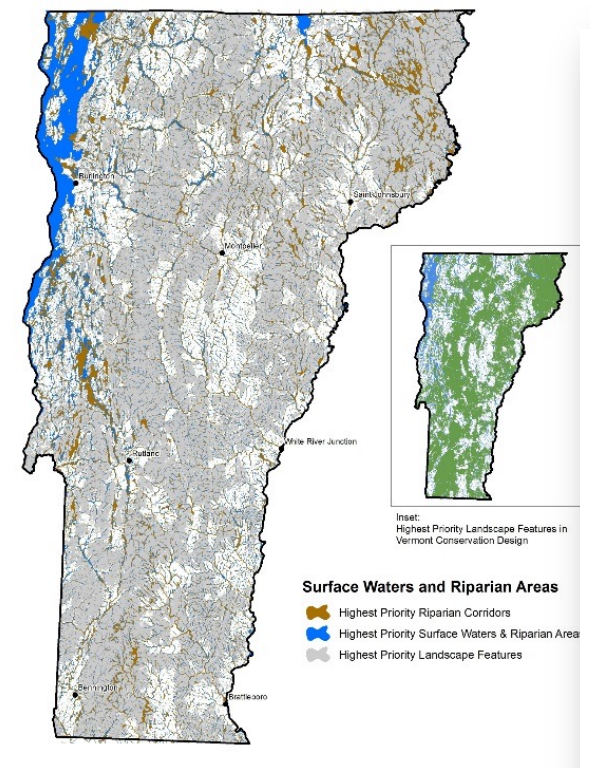 Burlington
Saint Johnsbury
Montpelier
White River Junction
Rutland
Bennington
Brattleboro
Inset:
Highest Priority Landscape Features in
Vermont Conservation Design
Surface Waters and Riparian Areas
Highest Priority Riparian Corridors
Highest Priority Surface Waters & Riparian Areas
Highest Priority Landscape Features